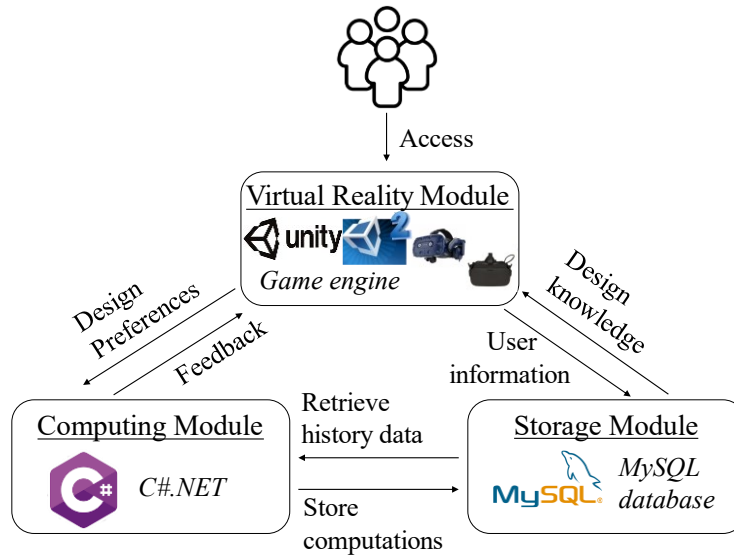 Access
Virtual Reality Module
unity
2
Game engine
Design
Preferences
Feedback
Design
knowledge
User
information
Computing Module
C#
C#.NET
Retrieve
history data
Store
computations
Storage Module
MySQL
MySQL
database